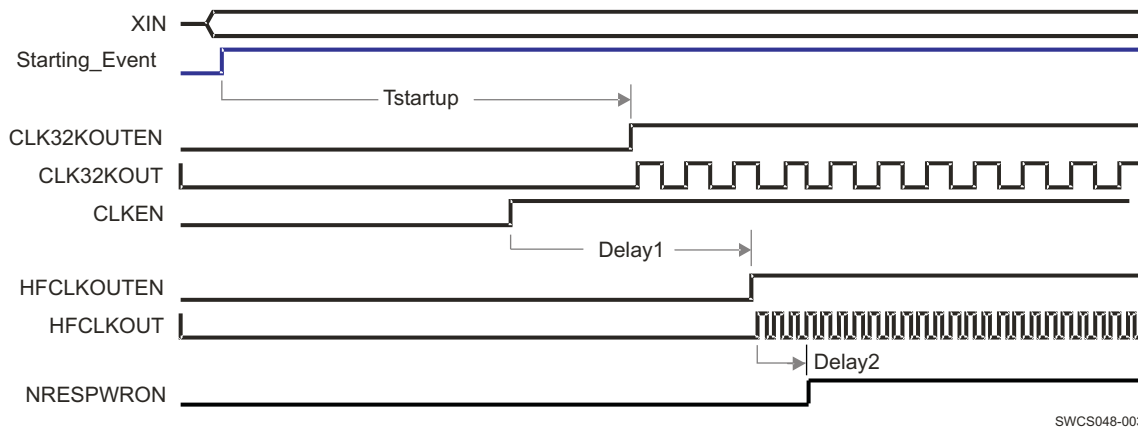 XIN
Starting_Event
Tstartup
CLK32KOUTEN
CLK32KOUT
CLKEN
Delay1
HFCLKOUTEN
HFCLKOUT
Delay2
NRESPWRON